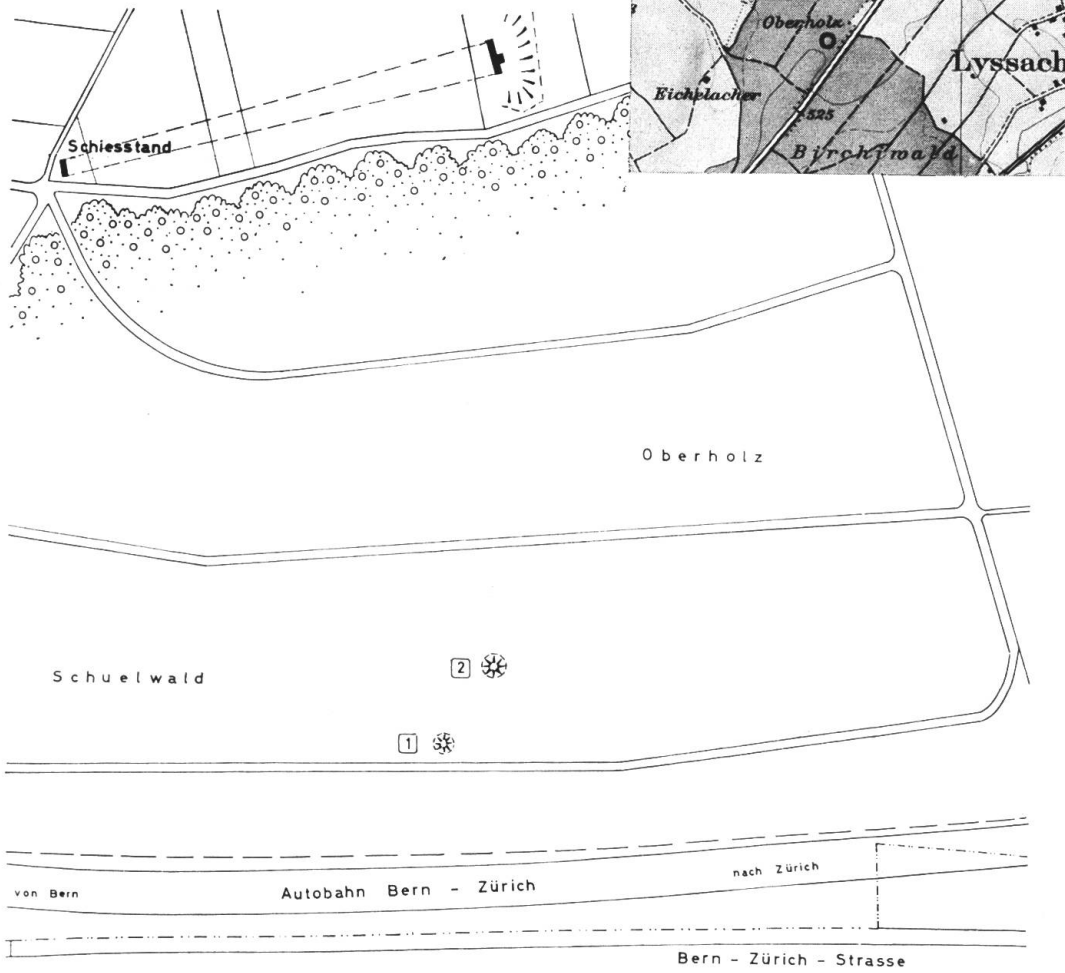 Oberholz
Lyssach
Eichelacher
525
Birchiwald
Schiesstand
Oberholz
Schuelwald
2
1
von Bern
Autobahn Bern - Zürich
nach Zürich
Bern - Zürich - Strasse